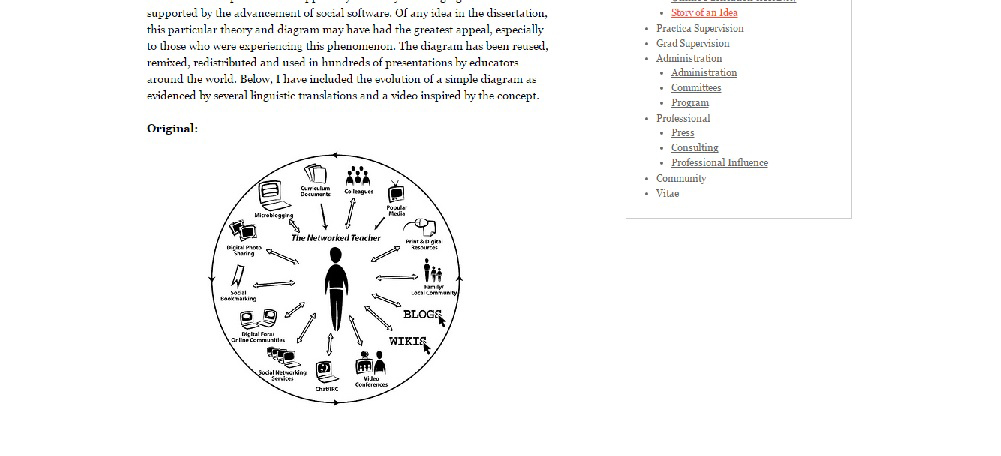 supported by the advancement of social software. Of any idea in the dissertation,
this particular theory and diagram may have had the greatest appeal, especially
to those who were experiencing this phenomenon. The diagram has been reused,
remixed, redistributed and used in hundreds of presentations by educators
around the world. Below, I have included the evolution of a simple diagram as
evidenced by several linguistic translations and a video inspired by the concept.
Original:
Curriculum
Documents
Colleagues
Popular
Media
Microblogging
The Networked Teacher
Print & Digital
Resources
Digital Photo
Sharing
Family/
Local Community
Social
Bookmarking
BLOGS
Digital Foto/
Online Communities
WIKIS
Social Networking
Services
Chat/IRC
Video
Conferences
Story of an Idea
Practica Supervision
Grad Supervision
Administration
Administration
Committees
Program
Professional
Press
Consulting
Professional Influence
Community
Vitae